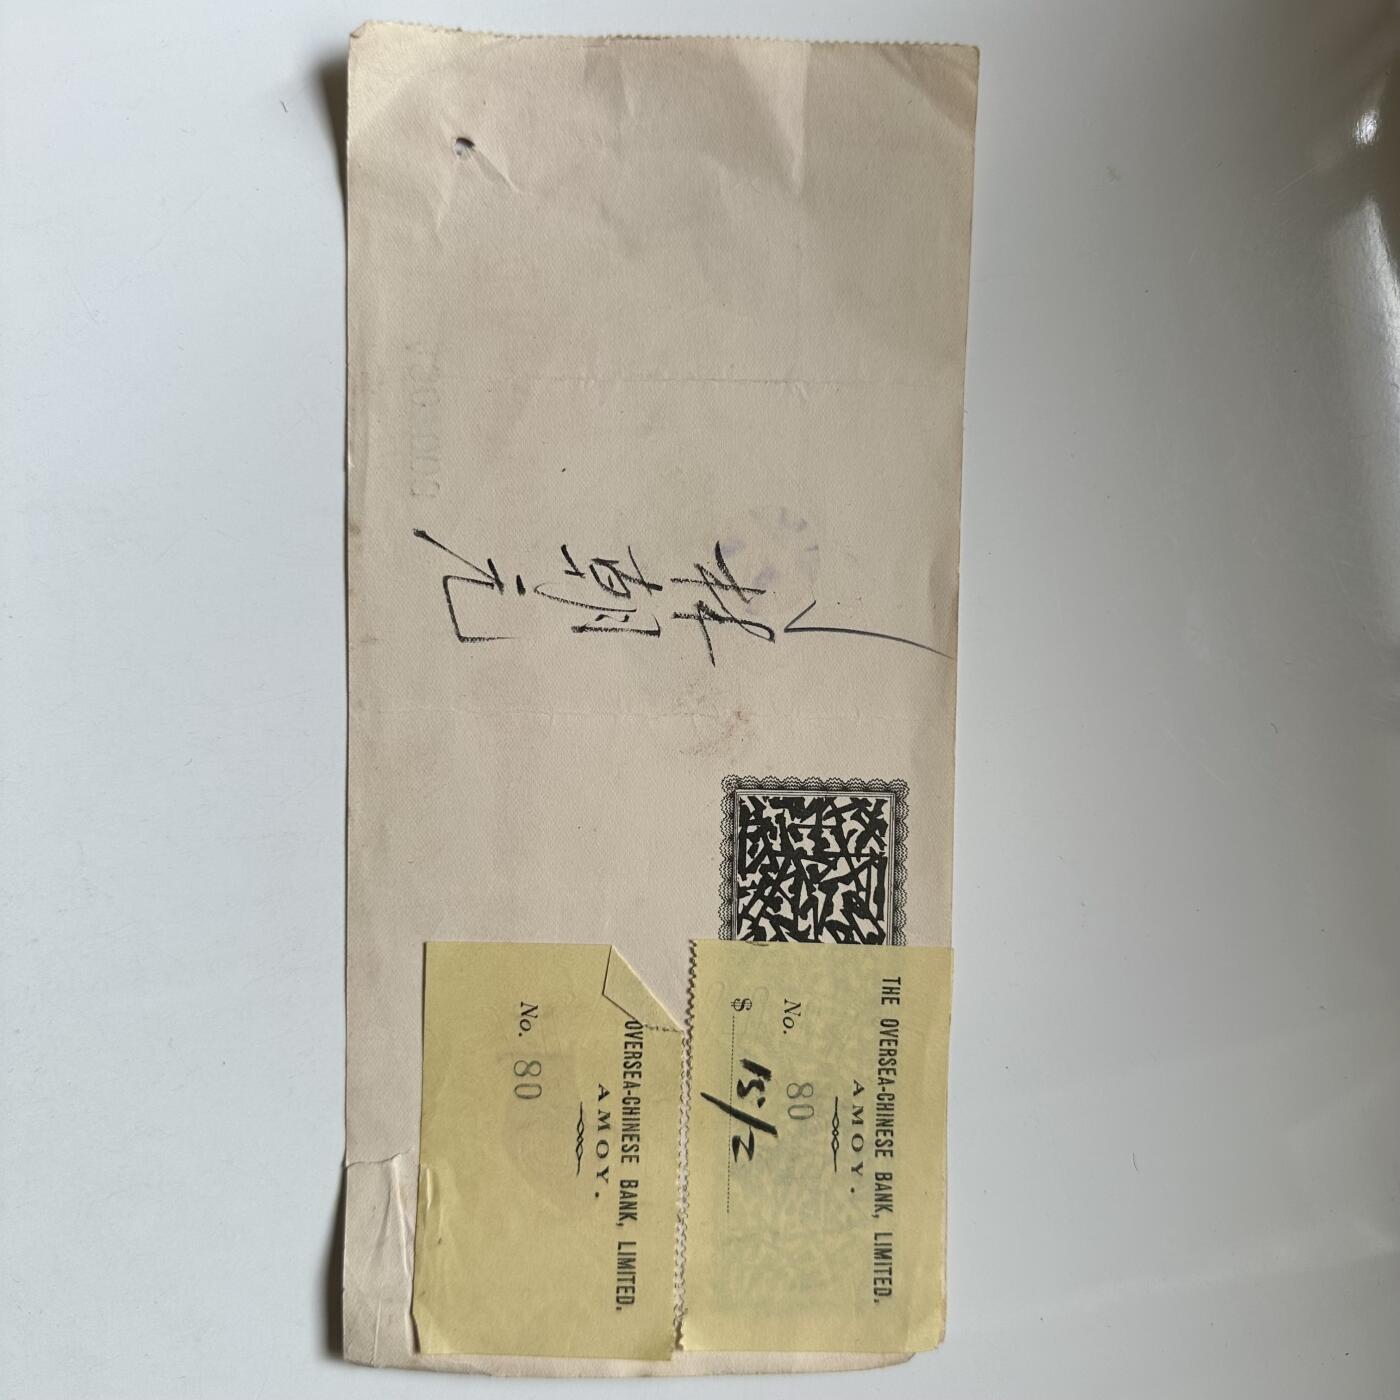 林朝元
THE OVERSEA-CHINESE BANK, LIMITED.
AMOY.
No. 80
$ 15/2
OVERSEA-CHINESE BANK, LIMITED.
AMOY.
No. 80